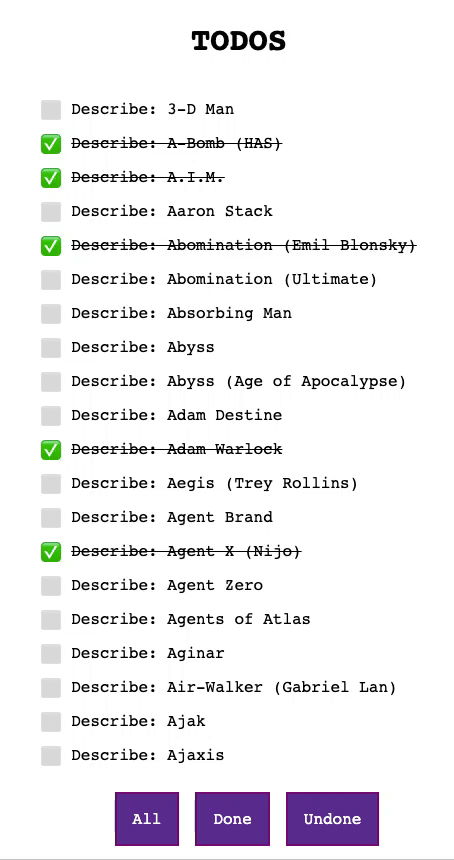 TODOS
Describe: 3-D Man
Describe: A-Bomb (HAS)
Describe: A.I.M.
Describe: Aaron Stack
Describe: Abomination (Emil Blonsky)
Describe: Abomination (Ultimate)
Describe: Absorbing Man
Describe: Abyss
Describe: Abyss (Age of Apocalypse)
Describe: Adam Destine
Describe: Adam Warlock
Describe: Aegis (Trey Rollins)
Describe: Agent Brand
Describe: Agent X (Nijo)
Describe: Agent Zero
Describe: Agents of Atlas
Describe: Aginar
Describe: Air-Walker (Gabriel Lan)
Describe: Ajak
Describe: Ajaxis
All Done Undone